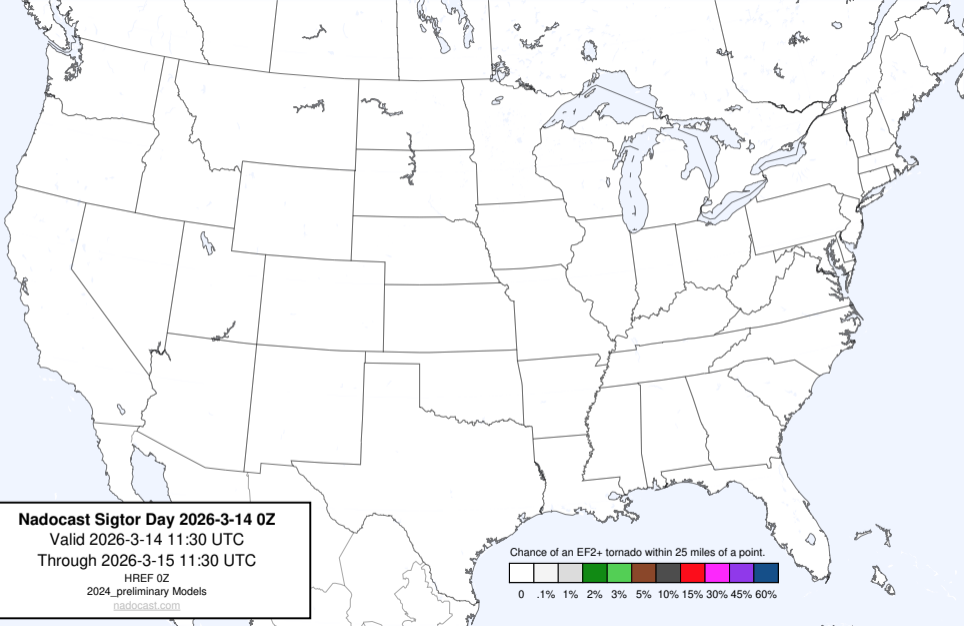 Nadocast Sigtor Day 2026-3-14 0Z
Valid 2026-3-14 11:30 UTC
Through 2026-3-15 11:30 UTC
HREF 0Z
2024_preliminary Models
nadocast.com
Chance of an EF2+ tornado within 25 miles of a point.
0 .1% 1% 2% 3% 5% 10% 15% 30% 45% 60%